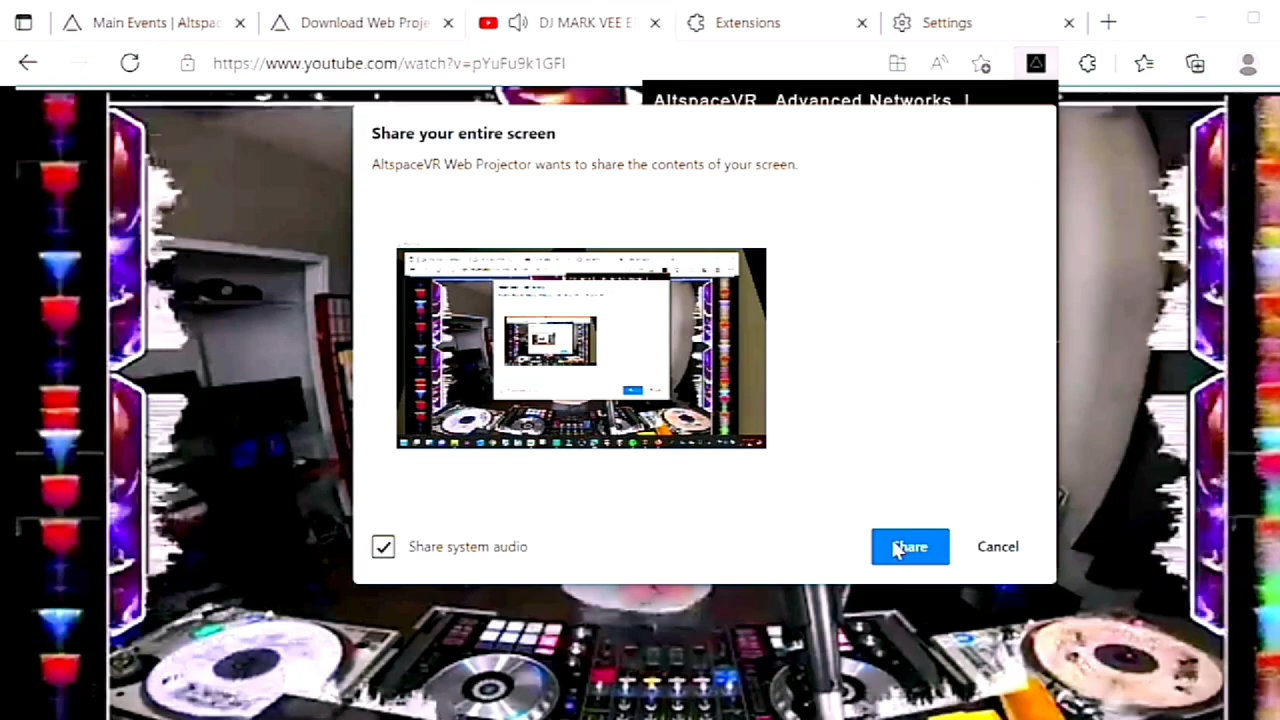 Main Events | Altspac
Download Web Proje
DJ MARK VEE E
Extensions
Settings
https://www.youtube.com/watch?v=pYuFu9k1GFI
AltspaceVR Advanced Networks !
Share your entire screen
AltspaceVR Web Projector wants to share the contents of your screen.
Share system audio
Share
Cancel